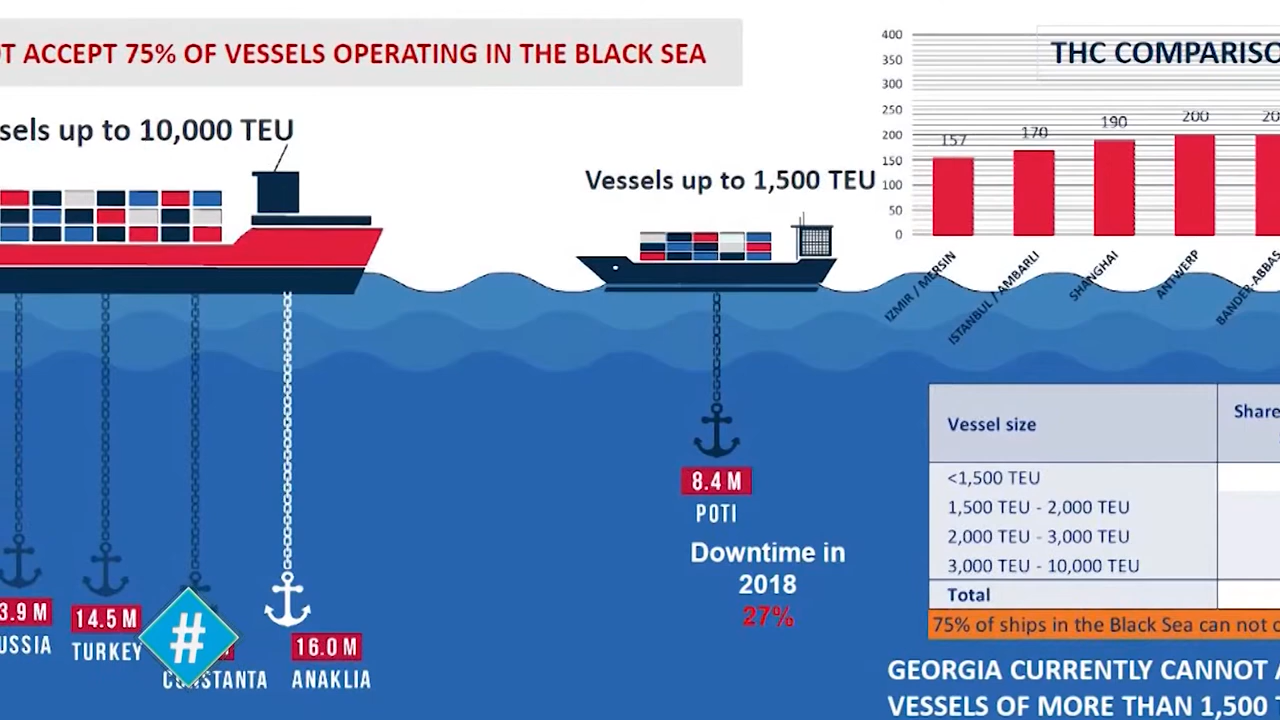 ACCEPT 75% OF VESSELS OPERATING IN THE BLACK SEA
up to 10,000 TEU
Vessels up to 1,500 TEU
8.4 M
POTI
Downtime in
2018
27%
14.5 M
TURKEY
16.0 M
ANAKLIA
#
THC
400
350
300
250
200
150
100
50
0
157
170
190
200
IZMIR / MERSIN
ISTANBUL / AMBARLI
SHANGHAI
ANTWERP
BANDER-ABBAS
Vessel size
Share
<1,500 TEU
1,500 TEU - 2,000 TEU
2,000 TEU - 3,000 TEU
3,000 TEU - 10,000 TEU
Total
75% of ships in the Black Sea can not
GEORGIA CURRENTLY CANNOT
VESSELS OF MORE THAN 1,500